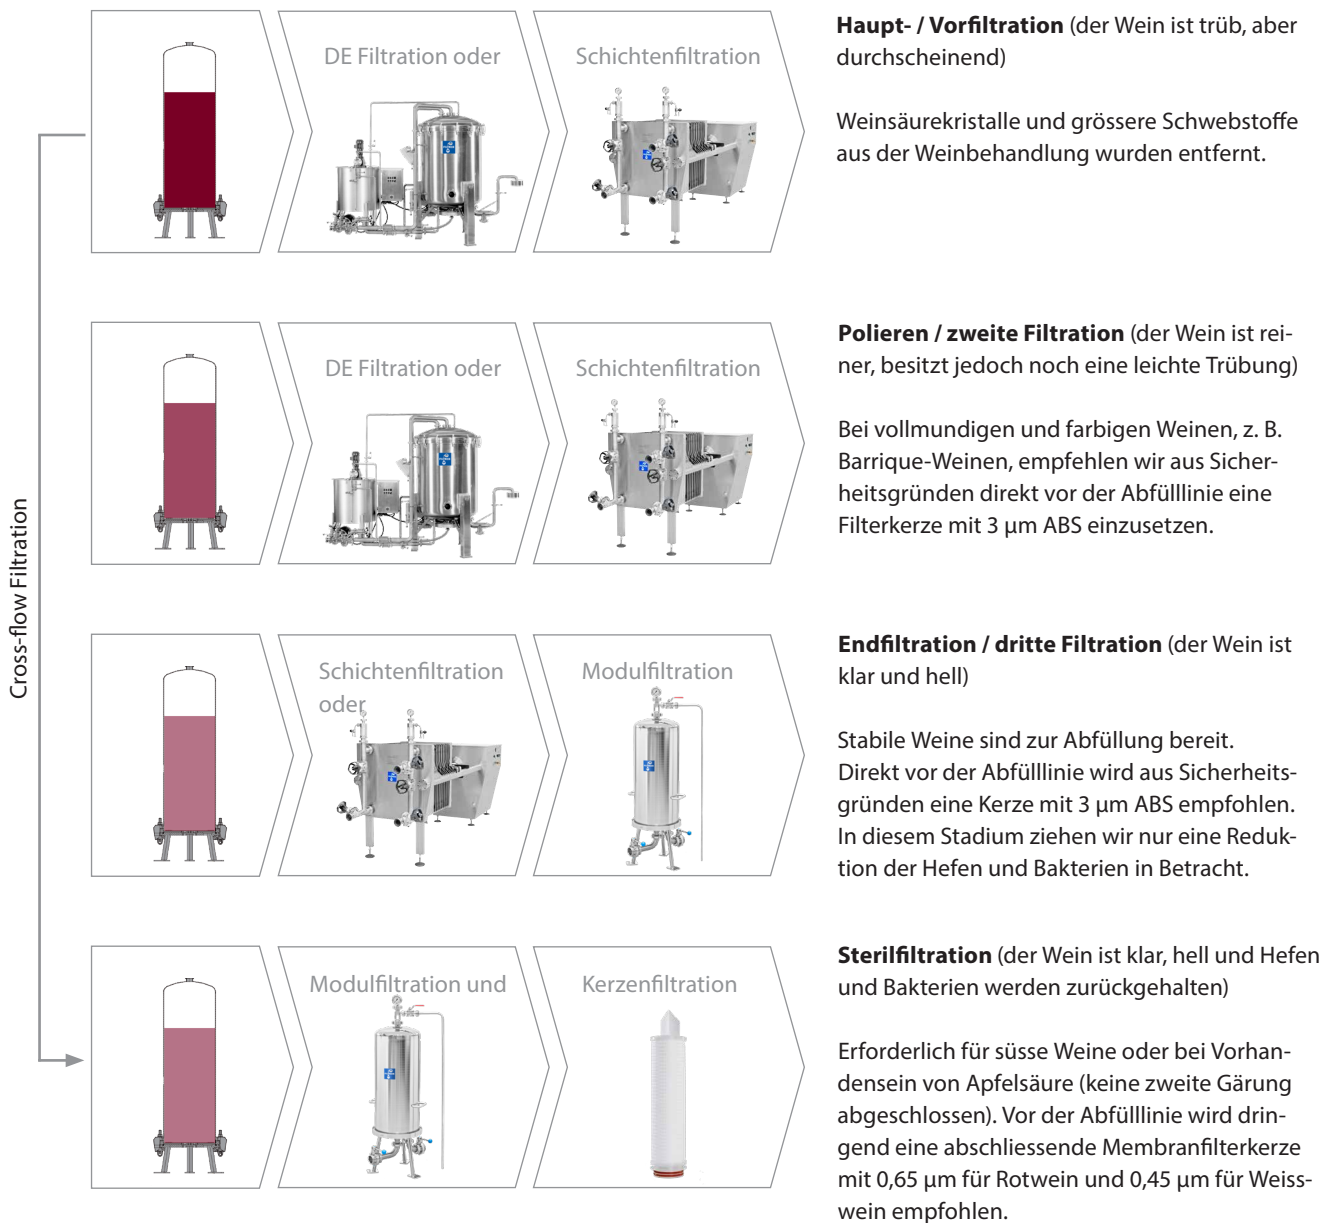 Cross-flow Filtration
DE Filtration oder
Schichtenfiltration
Haupt- / Vorfiltration (der Wein ist trüb, aber
durchscheinend)
Weinsäurekristalle und grössere Schwebstoffe
aus der Weinbehandlung wurden entfernt.
DE Filtration oder
Schichtenfiltration
Polieren / zweite Filtration (der Wein ist rei-
ner, besitzt jedoch noch eine leichte Trübung)
Bei vollmundigen und farbigen Weinen, z. B.
Barrique-Weinen, empfehlen wir aus Sicher-
heitsgründen direkt vor der Abfülllinie eine
Filterkerze mit 3 µm ABS einzusetzen.
Schichtenfiltration
oder
Modulfiltration
Endfiltration / dritte Filtration (der Wein ist
klar und hell)
Stabile Weine sind zur Abfüllung bereit.
Direkt vor der Abfülllinie wird aus Sicherheits-
gründen eine Kerze mit 3 µm ABS empfohlen.
In diesem Stadium ziehen wir nur eine Reduk-
tion der Hefen und Bakterien in Betracht.
Modulfiltration und
Kerzenfiltration
Sterilfiltration (der Wein ist klar, hell und Hefen
und Bakterien werden zurückgehalten)
Erforderlich für süsse Weine oder bei Vorhan-
densein von Apfelsäure (keine zweite Gärung
abgeschlossen). Vor der Abfülllinie wird drin-
gend eine abschliessende Membranfilterkerze
mit 0,65 µm für Rotwein und 0,45 µm für Weiss-
wein empfohlen.